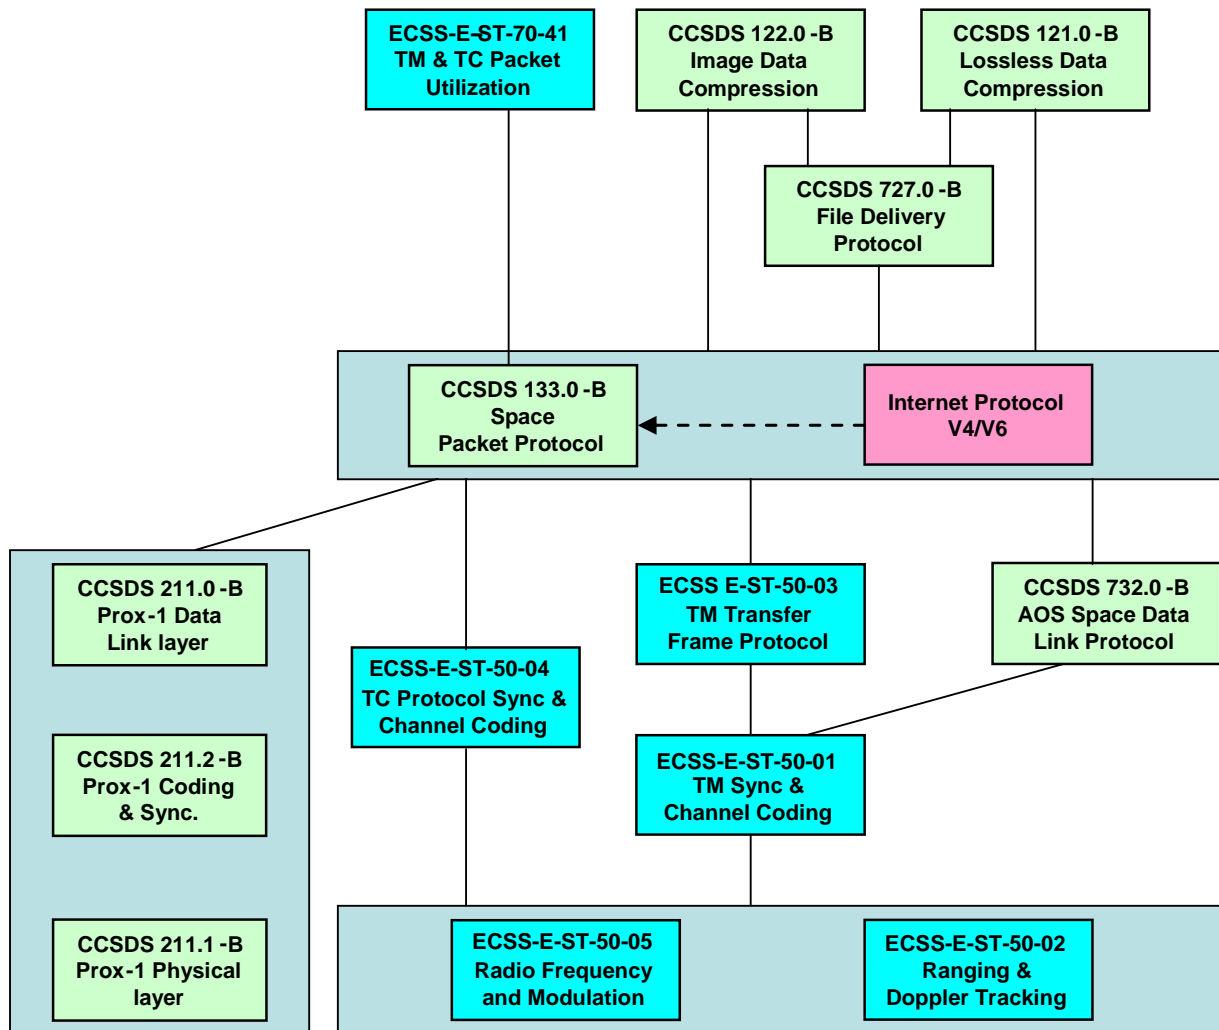 ECSS-E-ST-70-41
TM & TC Packet
Utilization
CCSDS 122.0 -B
Image Data
Compression
CCSDS 121.0 -B
Lossless Data
Compression
CCSDS 727.0 -B
File Delivery
Protocol
CCSDS 133.0 -B
Space
Packet Protocol
Internet Protocol
V4/V6
CCSDS 211.0 -B
Prox-1 Data
Link layer
ECSS E-ST-50-03
TM Transfer
Frame Protocol
CCSDS 732.0 -B
AOS Space Data
Link Protocol
ECSS-E-ST-50-04
TC Protocol Sync &
Channel Coding
CCSDS 211.2 -B
Prox-1 Coding
& Sync.
ECSS-E-ST-50-01
TM Sync &
Channel Coding
CCSDS 211.1 -B
Prox-1 Physical
layer
ECSS-E-ST-50-05
Radio Frequency
and Modulation
ECSS-E-ST-50-02
Ranging &
Doppler Tracking